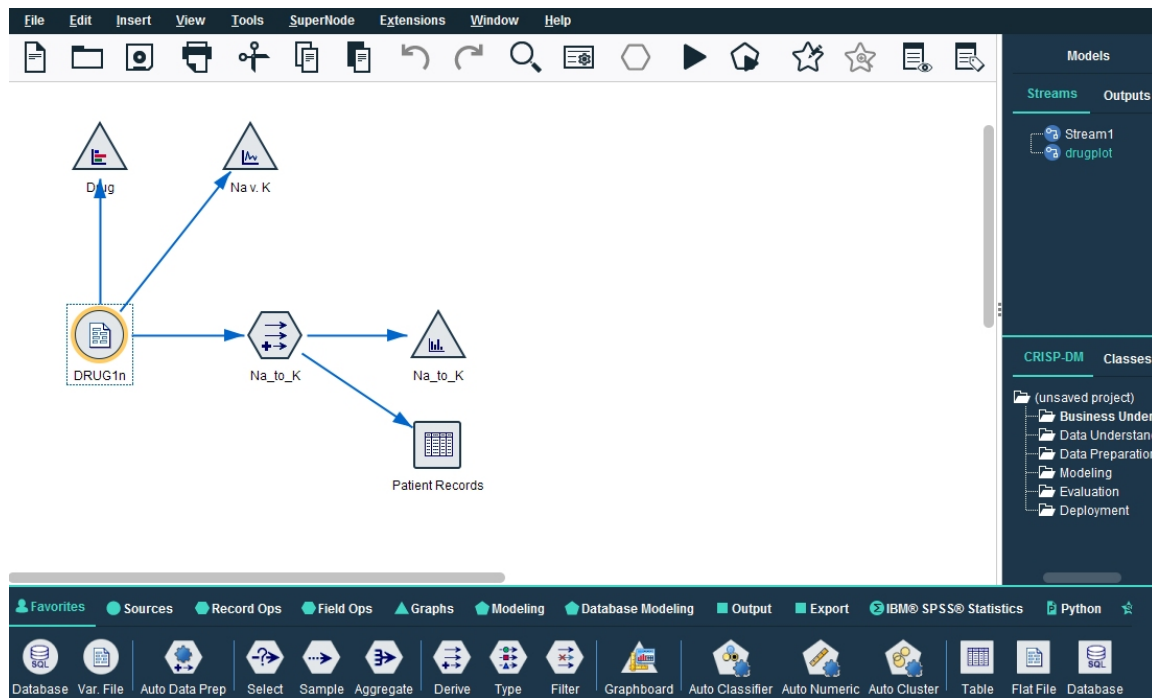 File Edit Insert View Tools SuperNode Extensions Window Help
Models
Streams Outputs
Stream1
drugplot
Drug
Na v. K
DRUG1n
Na_to_K
Na_to_K
Patient Records
CRISP-DM Classes
(unsaved project)
Business Under
Data Understan
Data Preparation
Modeling
Evaluation
Deployment
Favorites Sources Record Ops Field Ops Graphs Modeling Database Modeling Output Export IBM® SPSS® Statistics Python
SQL SQL
Database Var. File Auto Data Prep Select Sample Aggregate Derive Type Filter Graphboard Auto Classifier Auto Numeric Auto Cluster Table Flat File Database